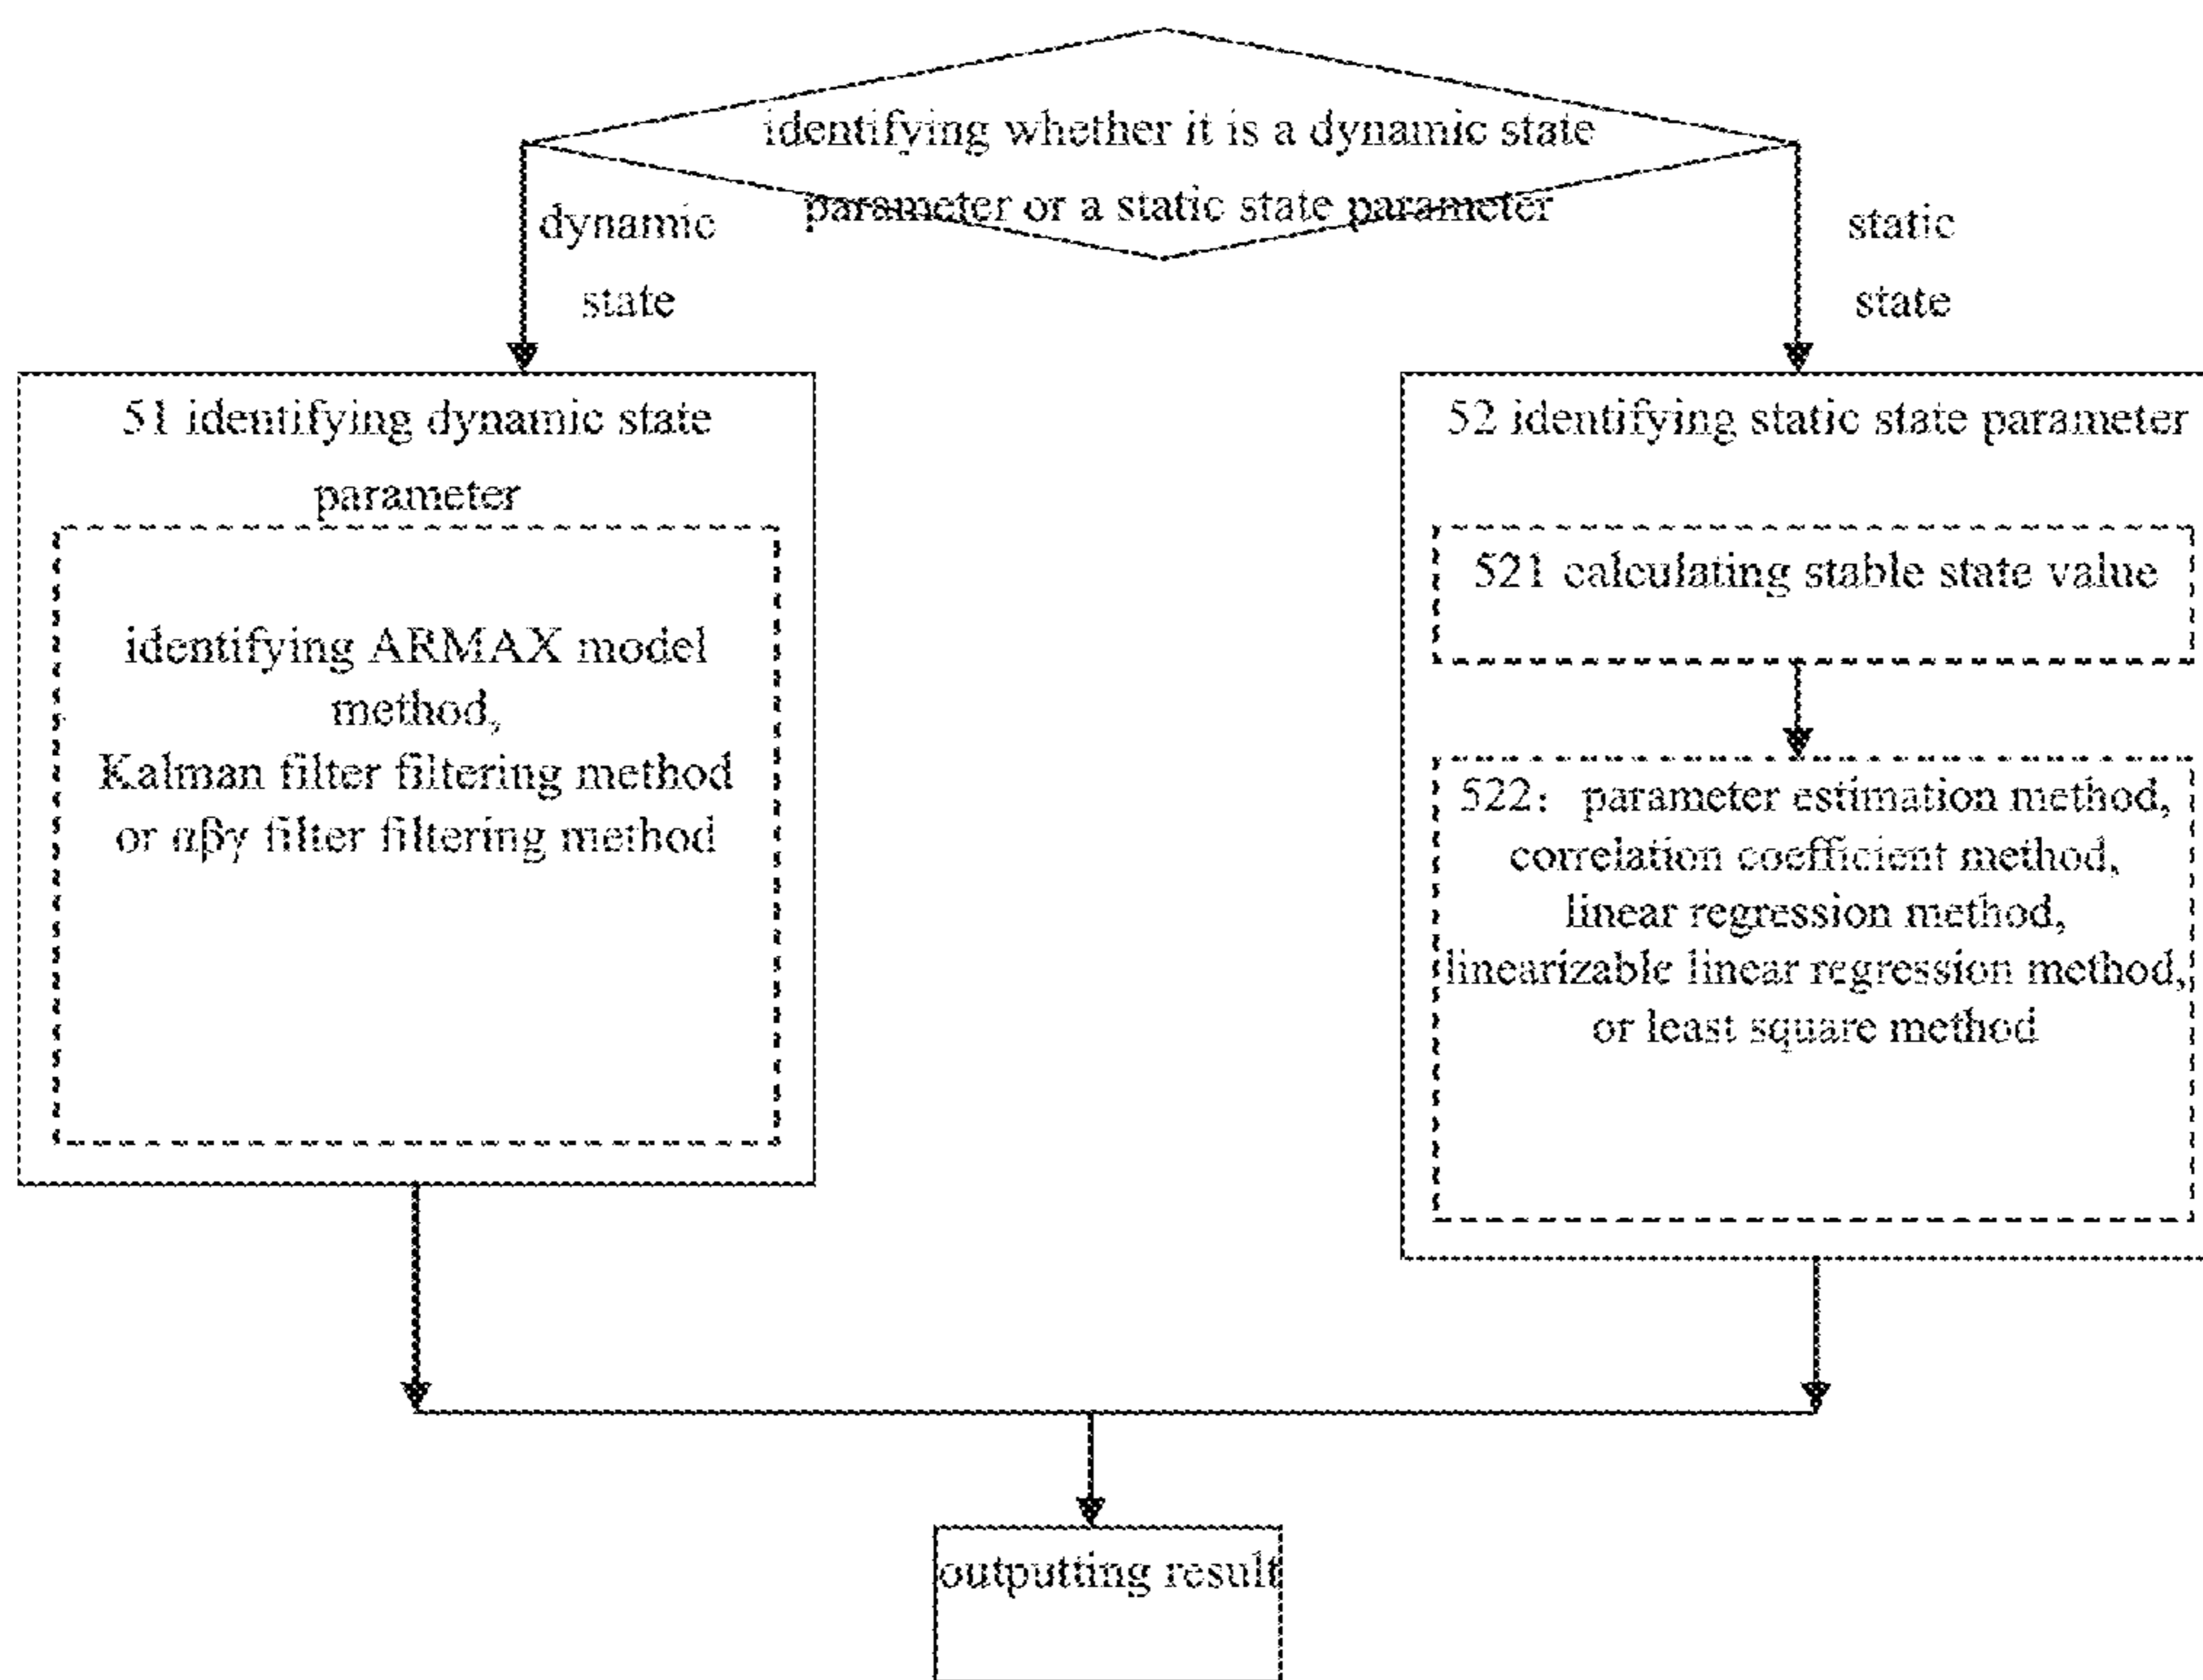 identifying whether it is a dynamic state
parameter or a static state parameter
dynamic
state
static
state
51 identifying dynamic state
parameter
identifying ARMAX model
method,
Kalman filter filtering method
or αβγ filter filtering method
52 identifying static state parameter
521 calculating stable state value
522: parameter estimation method,
correlation coefficient method,
linear regression method,
linearizable linear regression method,
or least square method
outputting result